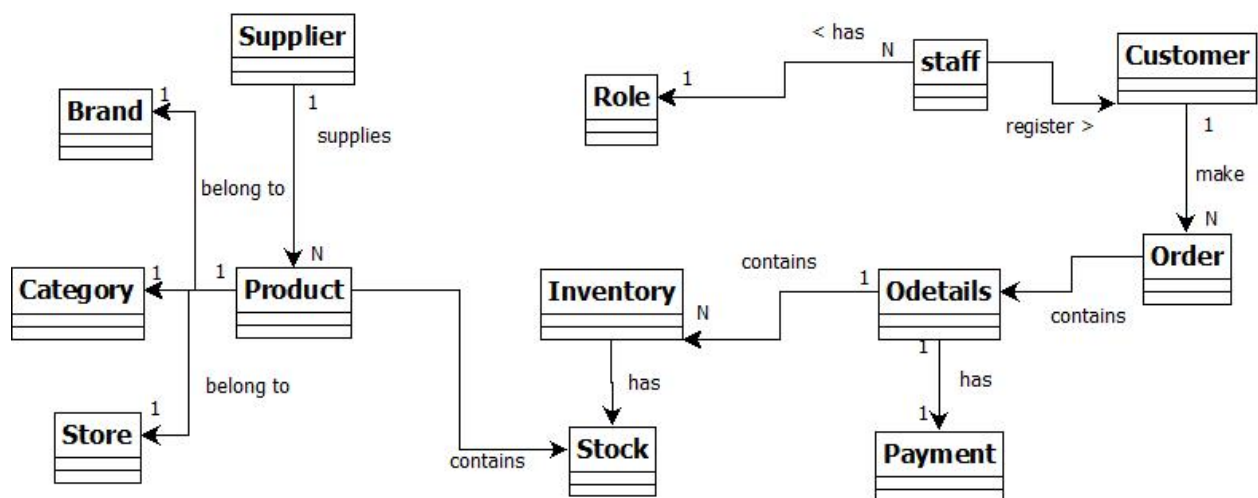 Supplier
1
supplies
N
Brand
1
belong to
Category
1
1
Product
belong to
1
Store
contains
< has
N
staff
Customer
1
Role
register >
1
make
N
Order
contains
1
Odetails
contains
Inventory
N
has
Stock
1
has
1
Payment